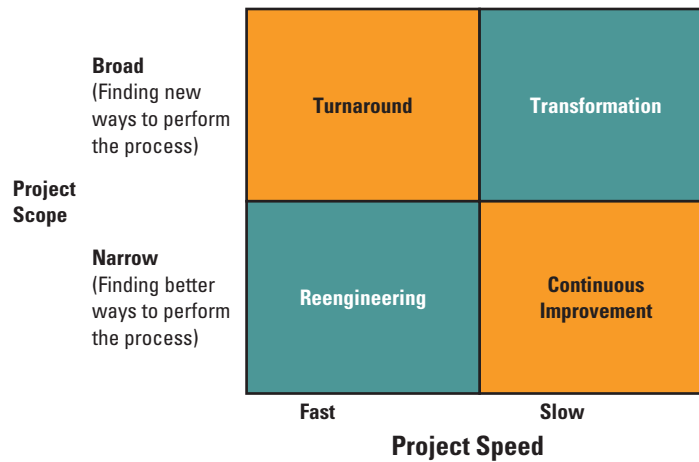 Broad
(Finding new
ways to perform
the process)
Turnaround
Transformation
Project
Scope
Narrow
(Finding better
ways to perform
the process)
Reengineering
Continuous
Improvement
Fast
Slow
Project Speed